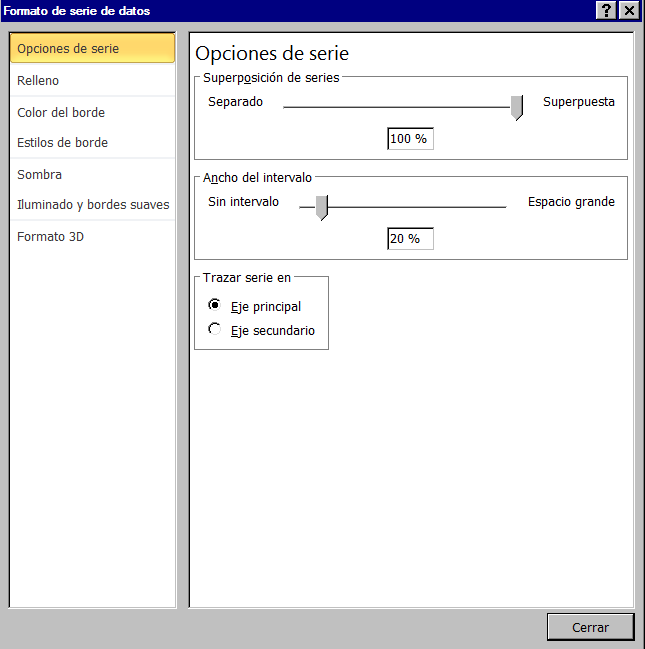 Formato de serie de datos
Opciones de serie
Relleno
Color del borde
Estilos de borde
Sombra
Iluminado y bordes suaves
Formato 3D
Opciones de serie
Superposición de series
Separado Superpuesta
100 %
Ancho del intervalo
Sin intervalo Espacio grande
20 %
Trazar serie en
Eje principal
Eje secundario
Cerrar